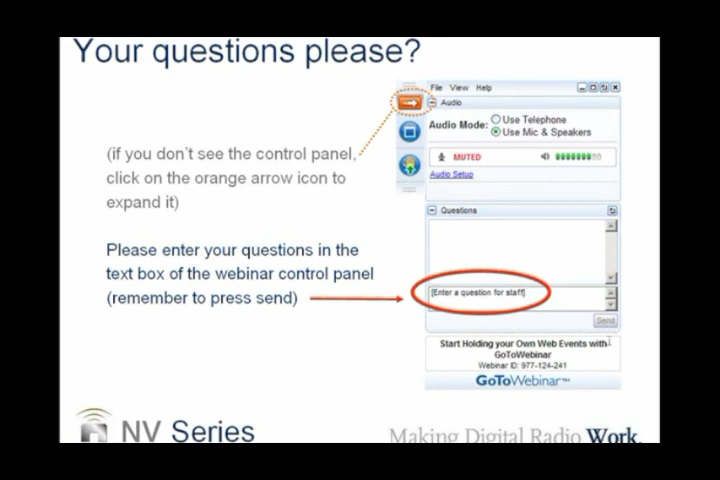 Your questions please?
(if you don't see the control panel,
click on the orange arrow icon to
expand it)
Please enter your questions in the
text box of the webinar control panel
(remember to press send)
File View Help
Audio
Audio Mode: Use Telephone
Use Mic & Speakers
MUTED
Audio Setup
Questions
[Enter a question for staff]
Send
Start Holding your Own Web Events with
GoToWebinar
Webinar ID: 977-124-241
GoToWebinar™
NV Series
Making Digital Radio Work.